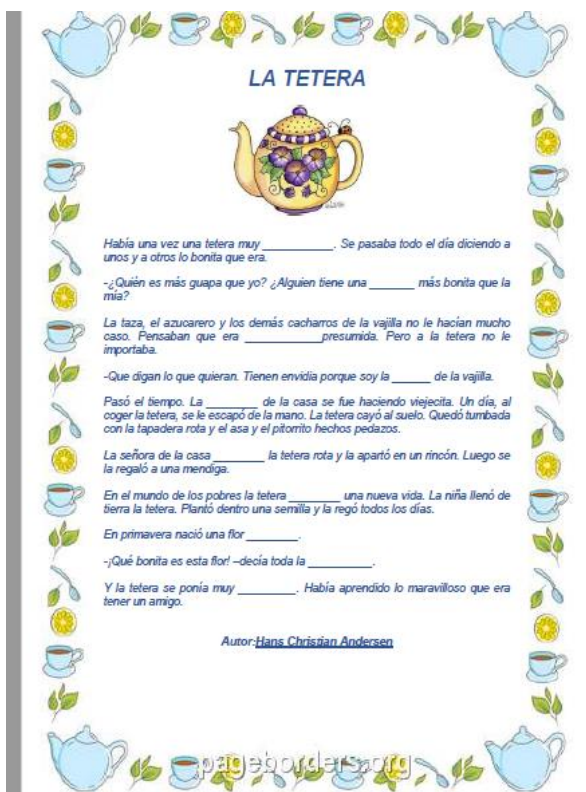 LA TETERA
Había una vez una tetera muy __________. Se pasaba todo el día diciendo a
unos y a otros lo bonita que era.
-¿Quién es más guapa que yo? ¿Alguien tiene una _______ más bonita que la
mía?
La taza, el azucarero y los demás cacharros de la vajilla no le hacían mucho
caso. Pensaban que era _______________presumida. Pero a la tetera no le
importaba.
-Que digan lo que quieran. Tienen envidia porque soy la ______ de la vajilla.
Pasó el tiempo. La ________ de la casa se fue haciendo viejecita. Un día, al
coger la tetera, se le escapó de la mano. La tetera cayó al suelo. Quedó tumbada
con la tapadera rota y el asa y el pitorrito hechos pedazos.
La señora de la casa ________ la tetera rota y la apartó en un rincón. Luego se
la regaló a una mendiga.
En el mundo de los pobres la tetera ________ una nueva vida. La niña llenó de
tierra la tetera. Plantó dentro una semilla y la regó todos los días.
En primavera nació una flor ________.
-¡Qué bonita es esta flor! –decía toda la __________.
Y la tetera se ponía muy _________. Había aprendido lo maravilloso que era
tener un amigo.
Autor:Hans Christian Andersen
pageborders.org